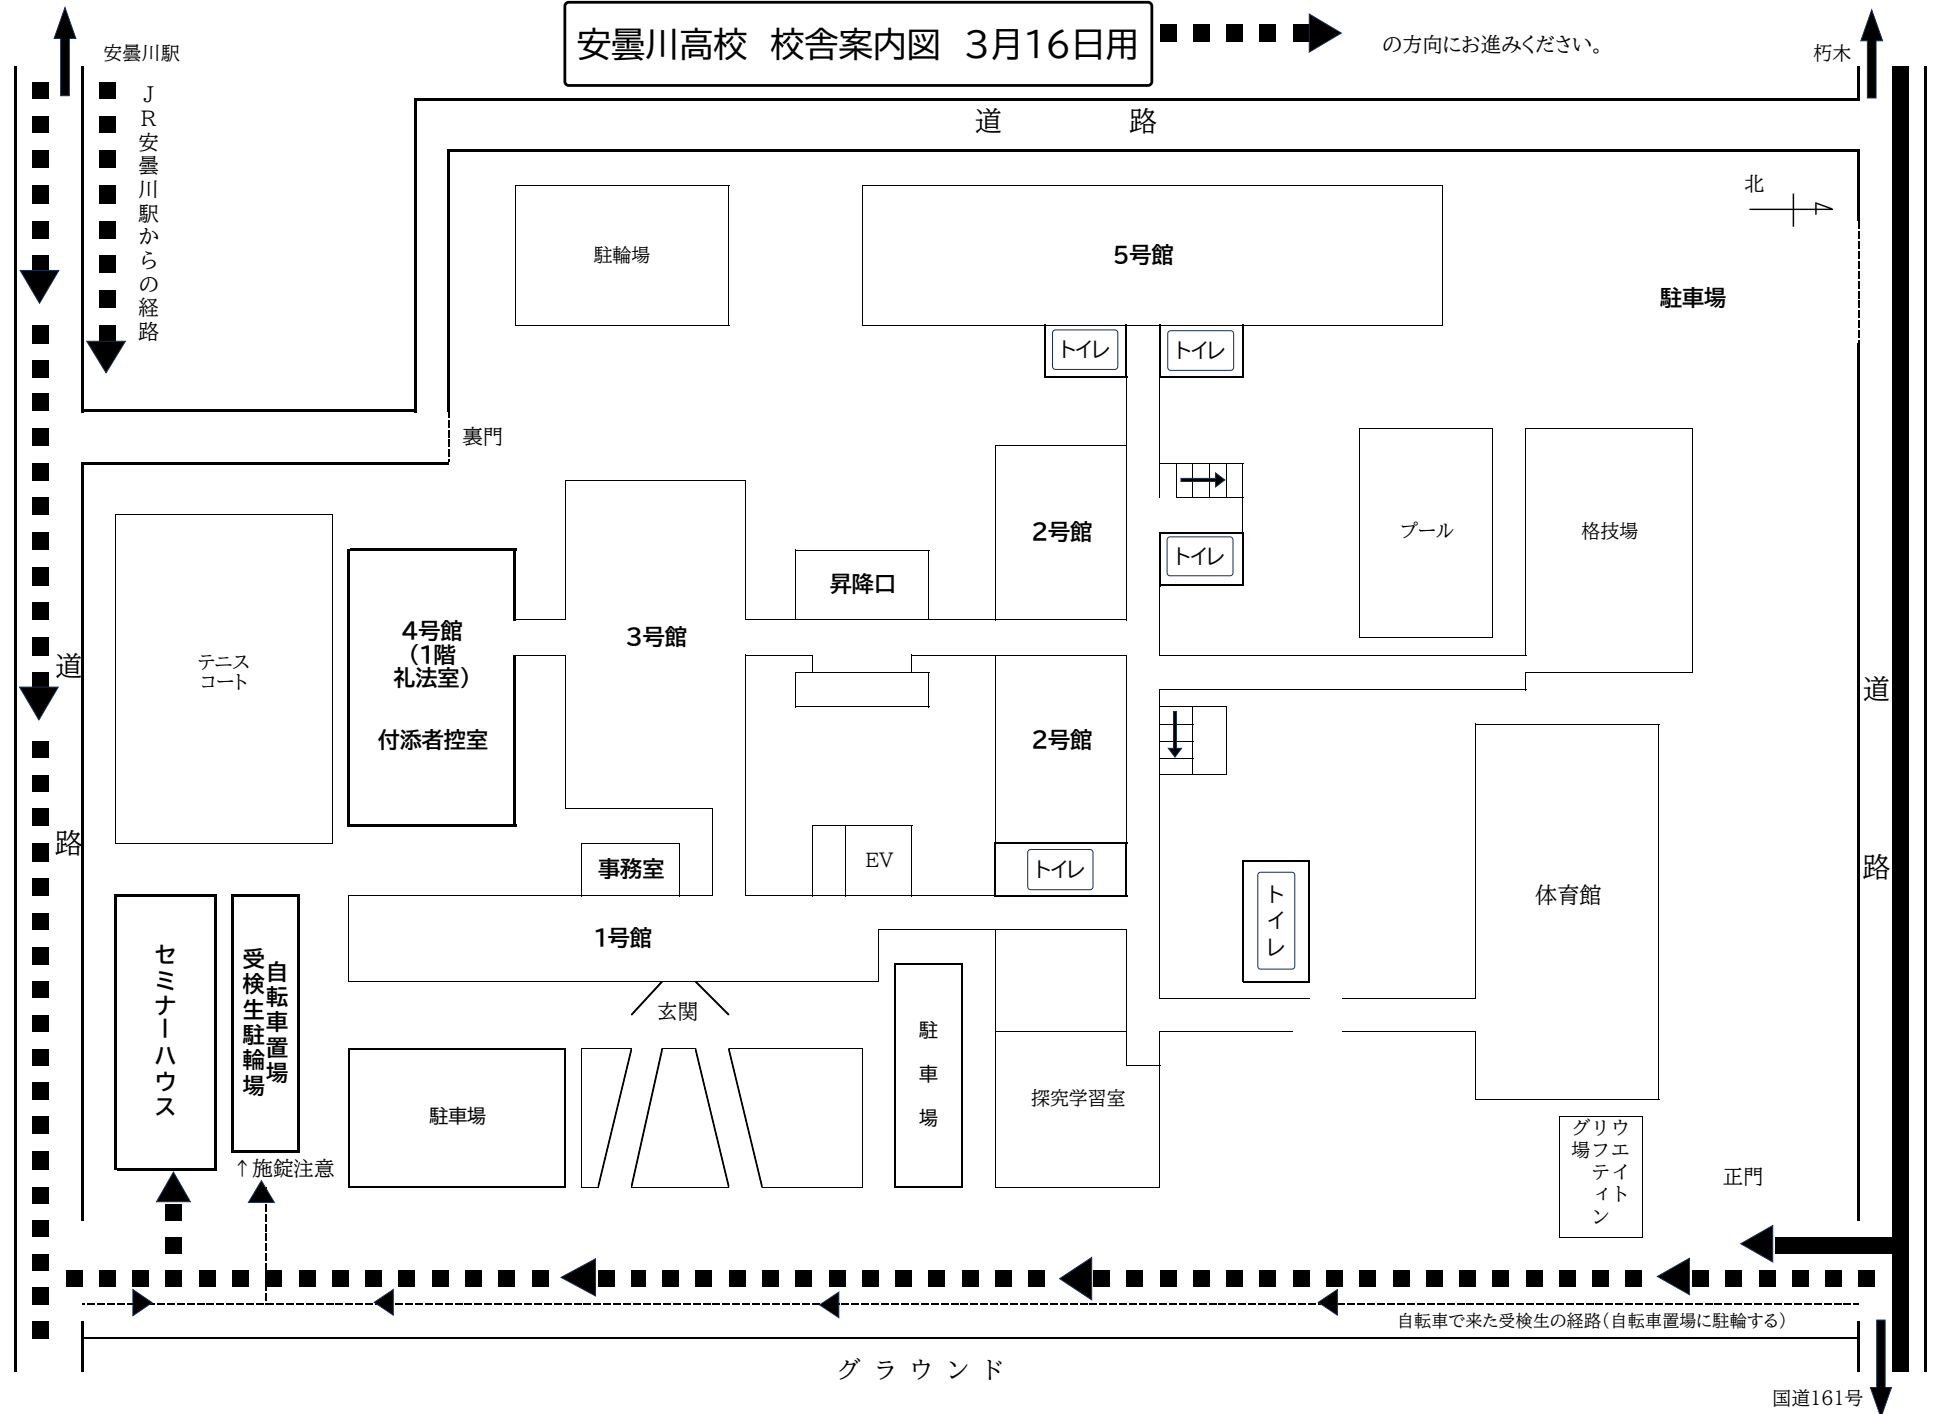 安曇川高校　校舎案内図　3月16日用
の方向にお進みください。
安曇川駅
朽木
JR安曇川駅からの経路
道　路
北
駐輪場
5号館
駐車場
トイレ
トイレ
裏門
2号館
プール
格技場
トイレ
昇降口
4号館
（1階
礼法室）
付添者控室
3号館
テニス
コート
道　路
2号館
道　路
事務室
EV
トイレ
トイレ
体育館
1号館
セミナーハウス
自転車置場
受検生駐輪場
玄関
駐車場
駐車場
探究学習室
ウエイト
リフティン
グ場
↑施錠注意
正門
自転車で来た受検生の経路（自転車置場に駐輪する）
グラウンド
国道161号